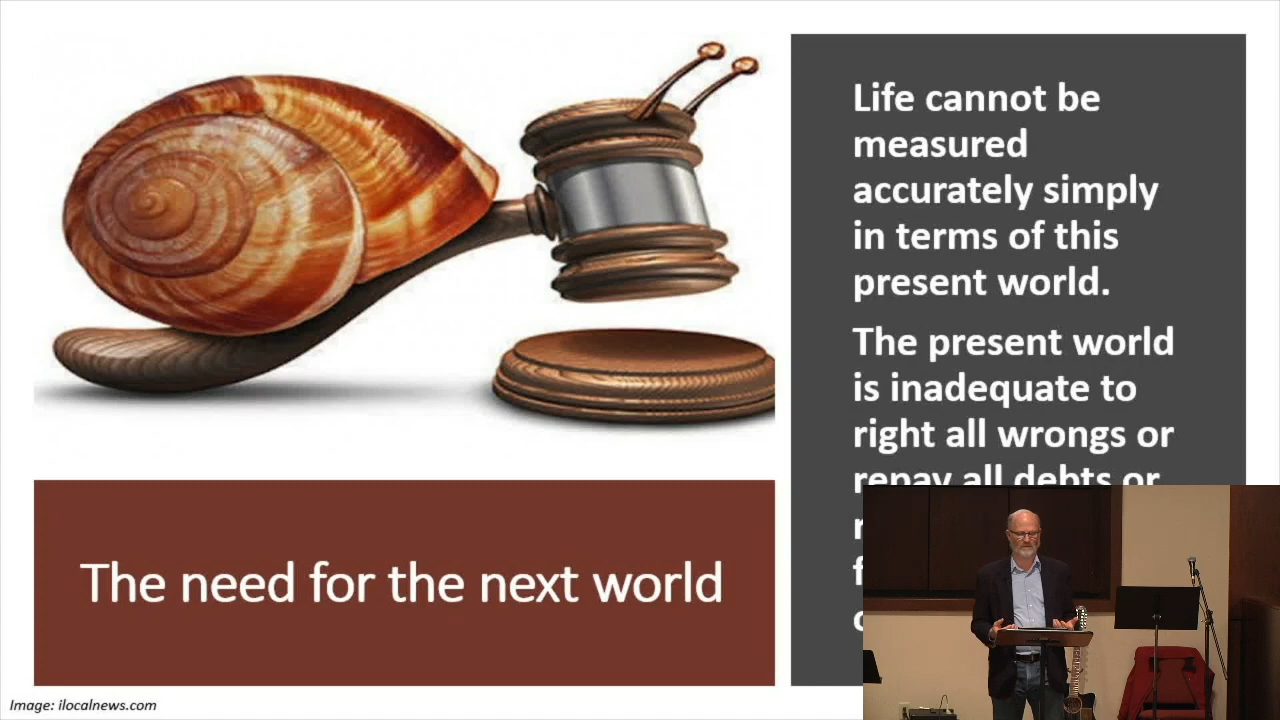 Life cannot be
measured
accurately simply
in terms of this
present world.
The present world
is inadequate to
right all wrongs or
repay all debts or
The need for the next world
Image: ilocalnews.com